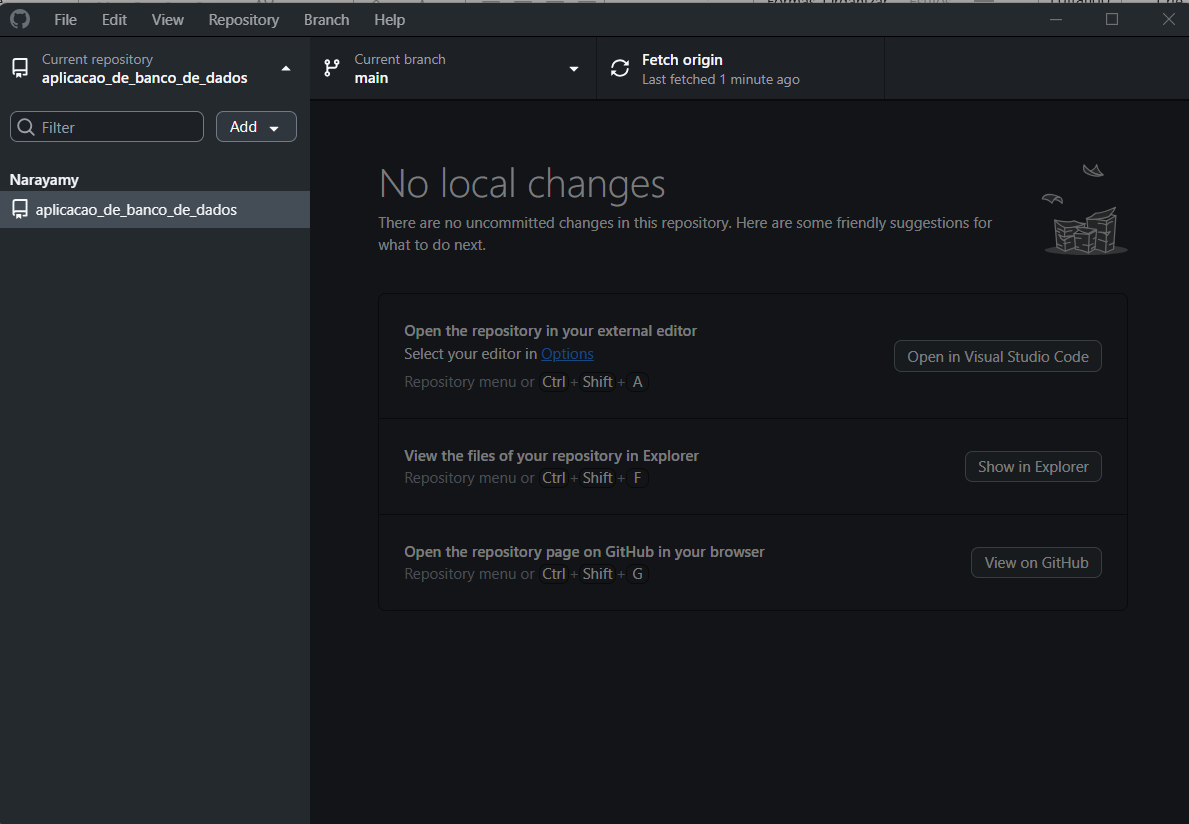 File Edit View Repository Branch Help
Current repository
aplicacao_de_banco_de_dados
Current branch
main
Fetch origin
Last fetched 1 minute ago
Filter
Add
Narayamy
aplicacao_de_banco_de_dados
No local changes
There are no uncommitted changes in this repository. Here are some friendly suggestions for
what to do next.
Open the repository in your external editor
Select your editor in Options
Repository menu or Ctrl + Shift + A
Open in Visual Studio Code
View the files of your repository in Explorer
Repository menu or Ctrl + Shift + F
Show in Explorer
Open the repository page on GitHub in your browser
Repository menu or Ctrl + Shift + G
View on GitHub